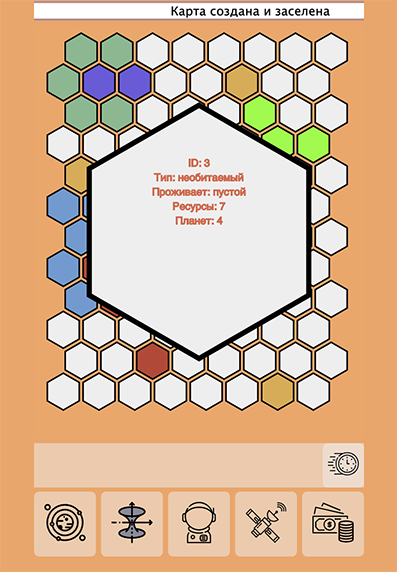 Карта создана и заселена
ID: 3
Тип: необитаемый
Проживает: пустой
Ресурсы: 7
Планет: 4